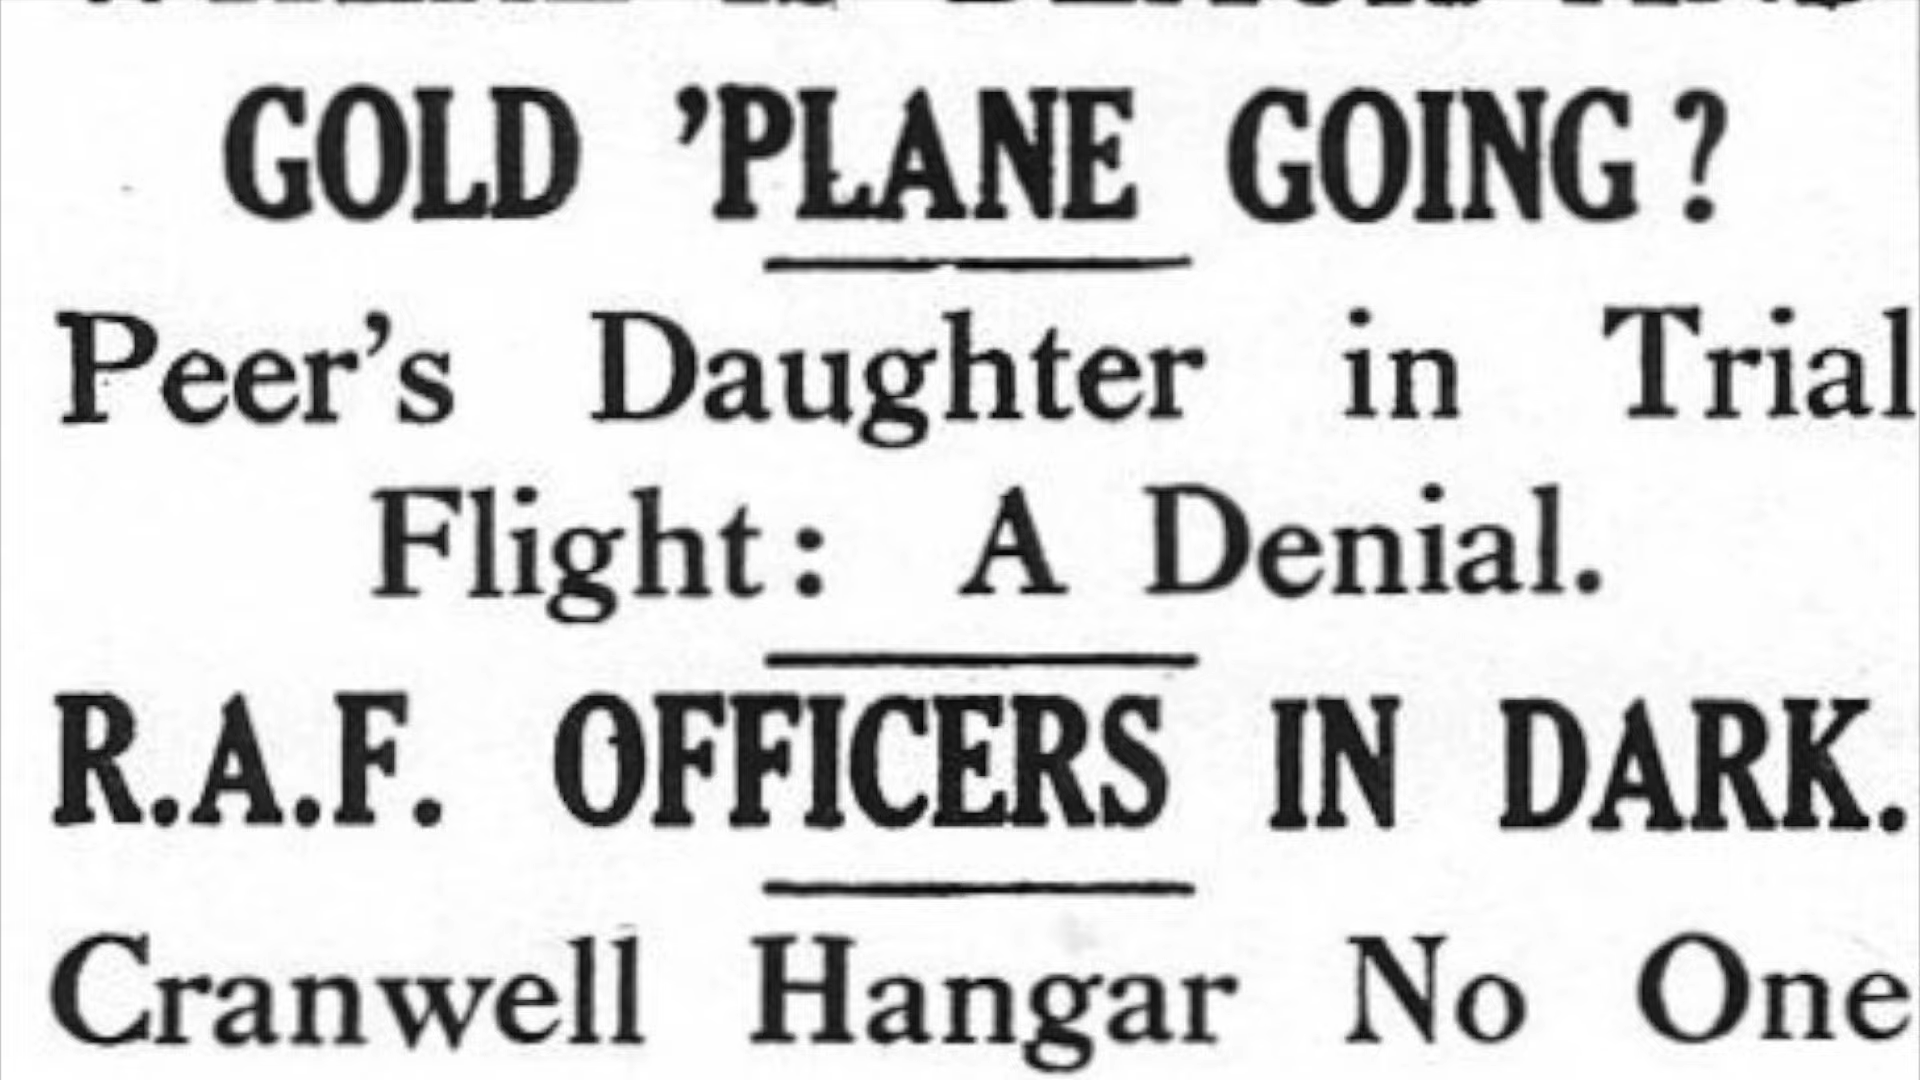 GOLD 'PLANE GOING?
Peer's Daughter in Trial
Flight: A Denial.
R.A.F. OFFICERS IN DARK.
Cranwell Hangar No One